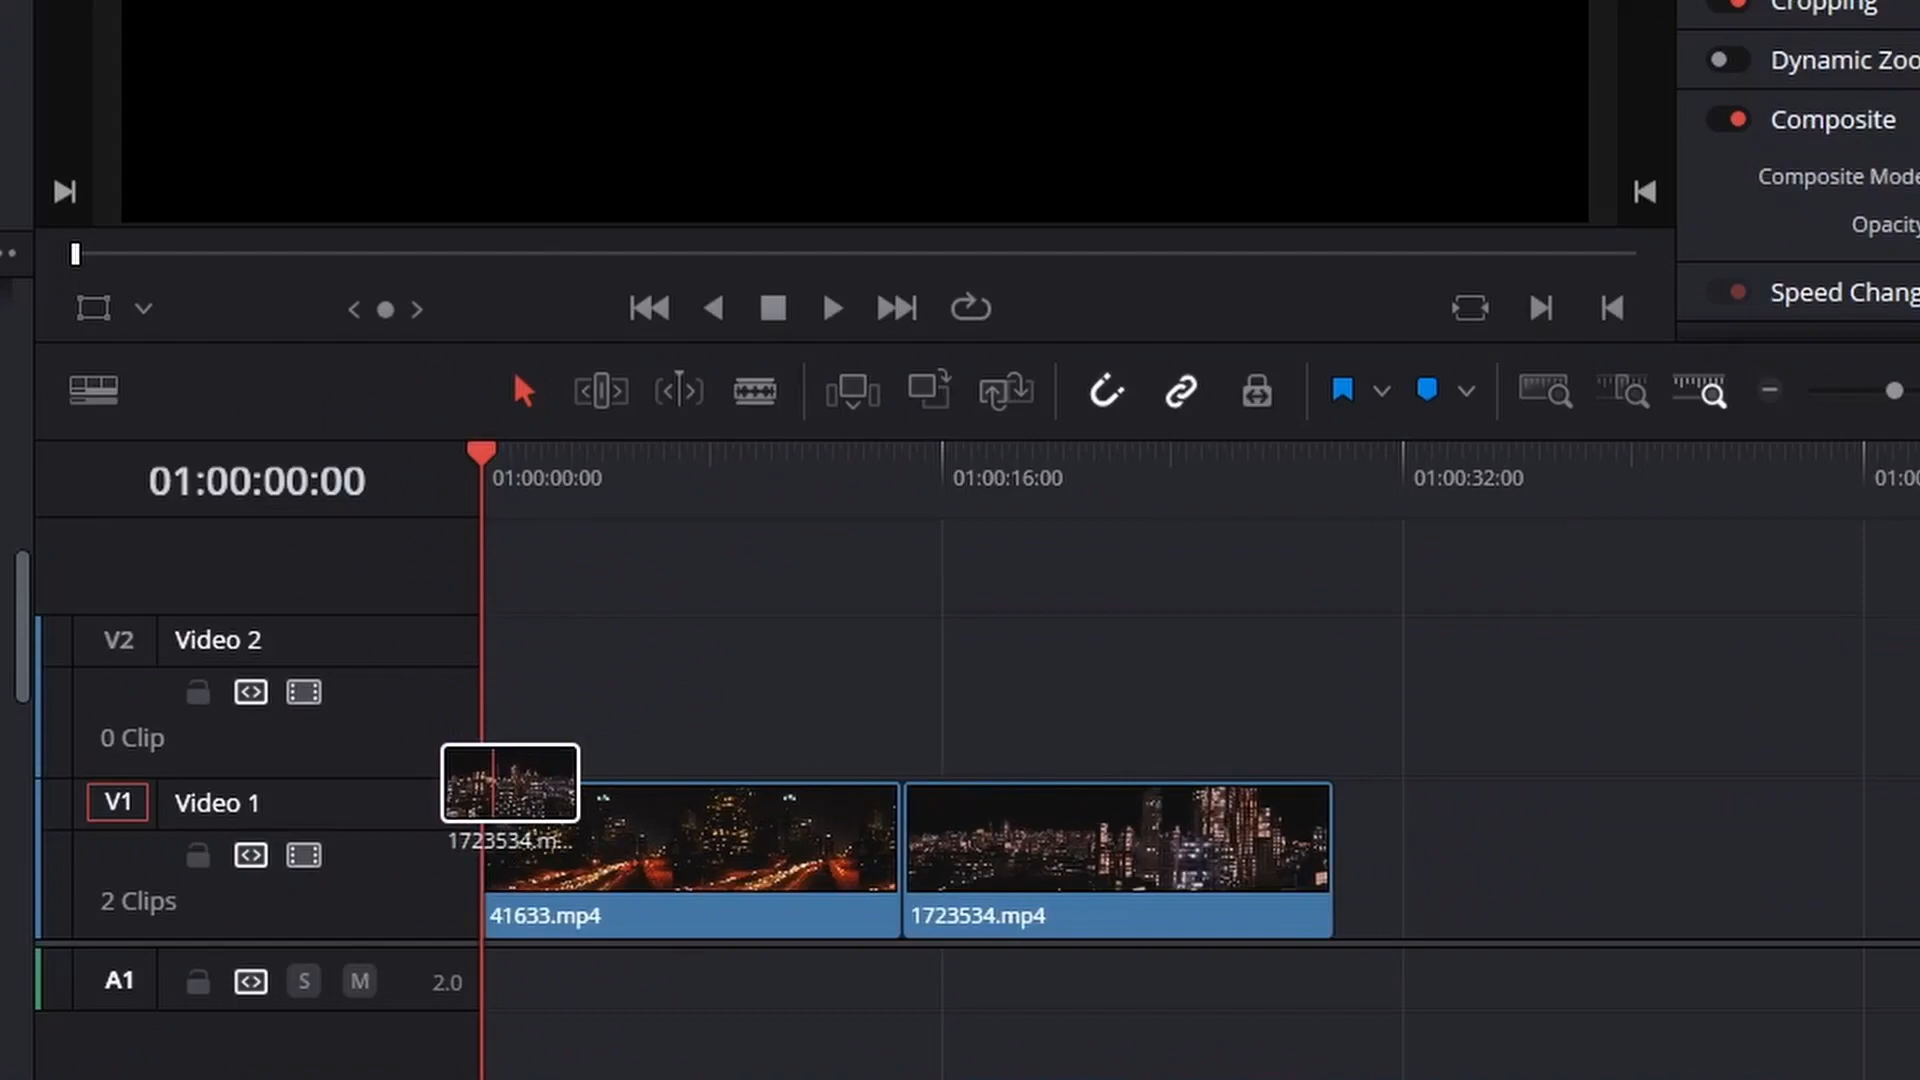 Cropping
Dynamic Zoo
Composite
Composite Mode
Opacity
Speed Chang
01:00:00:00
01:00:00:00
01:00:16:00
01:00:32:00
01:00
V2
Video 2
0 Clip
V1
Video 1
1723534.m...
2 Clips
41633.mp4
1723534.mp4
A1
S
M
2.0